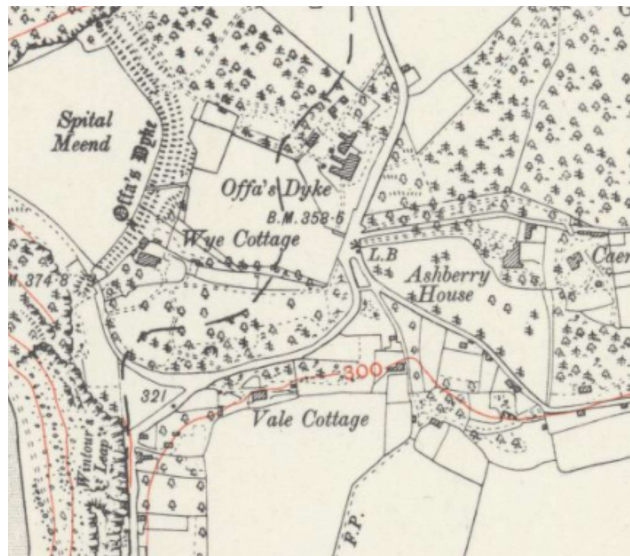 Spital
Meend
Offa's Dyke
Offa's Dyke
B.M. 358·6
Wye Cottage
L.B
Ashberry
House
Caer
M. 374·8
300
321
Vale Cottage
Wintour's
Leap
F.P.